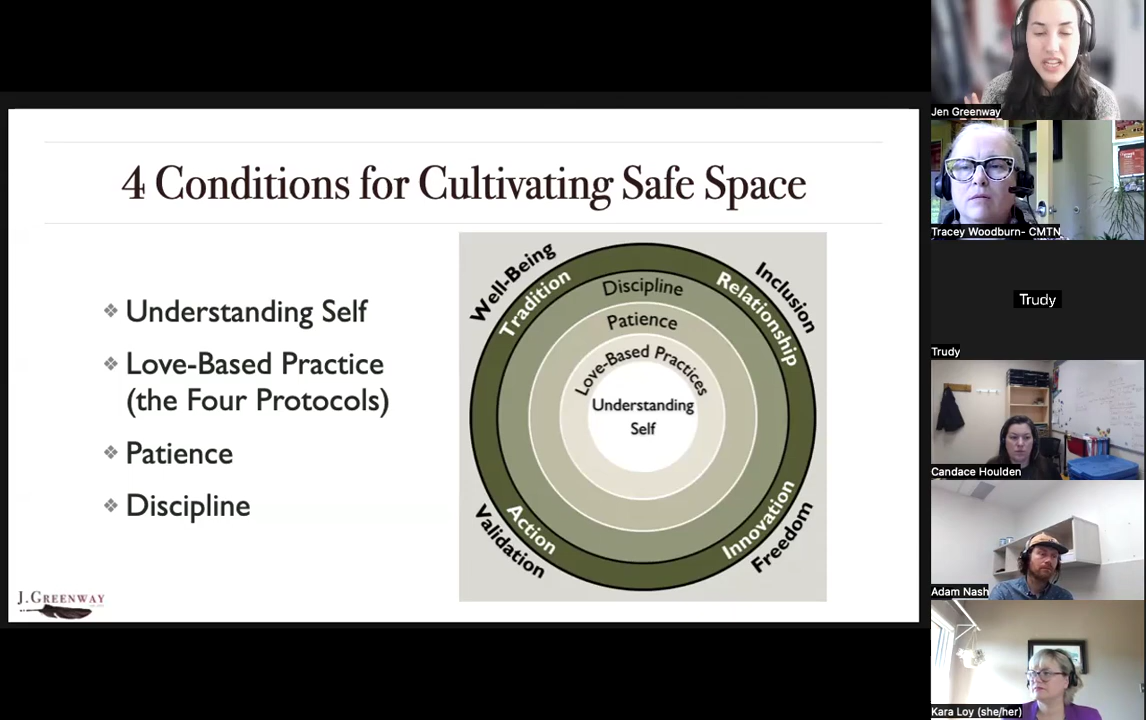 4 Conditions for Cultivating Safe Space
❖ Understanding Self
❖ Love-Based Practice
(the Four Protocols)
❖ Patience
❖ Discipline
Well-Being
Inclusion
Tradition
Relationship
Discipline
Patience
Love-Based Practices
Understanding
Self
Action
Innovation
Validation
Freedom
J.GREENWAY
Jen Greenway
Tracey Woodburn- CMTN
Trudy
Trudy
Candace Houlden
Adam Nash
Kara Loy (she/her)